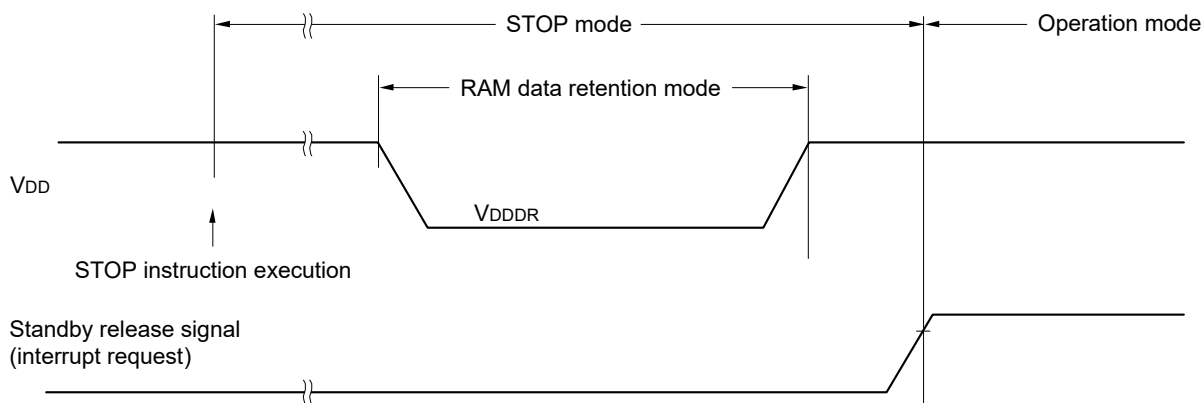 STOP mode
Operation mode
RAM data retention mode
VDD
VDDDR
STOP instruction execution
Standby release signal
(interrupt request)